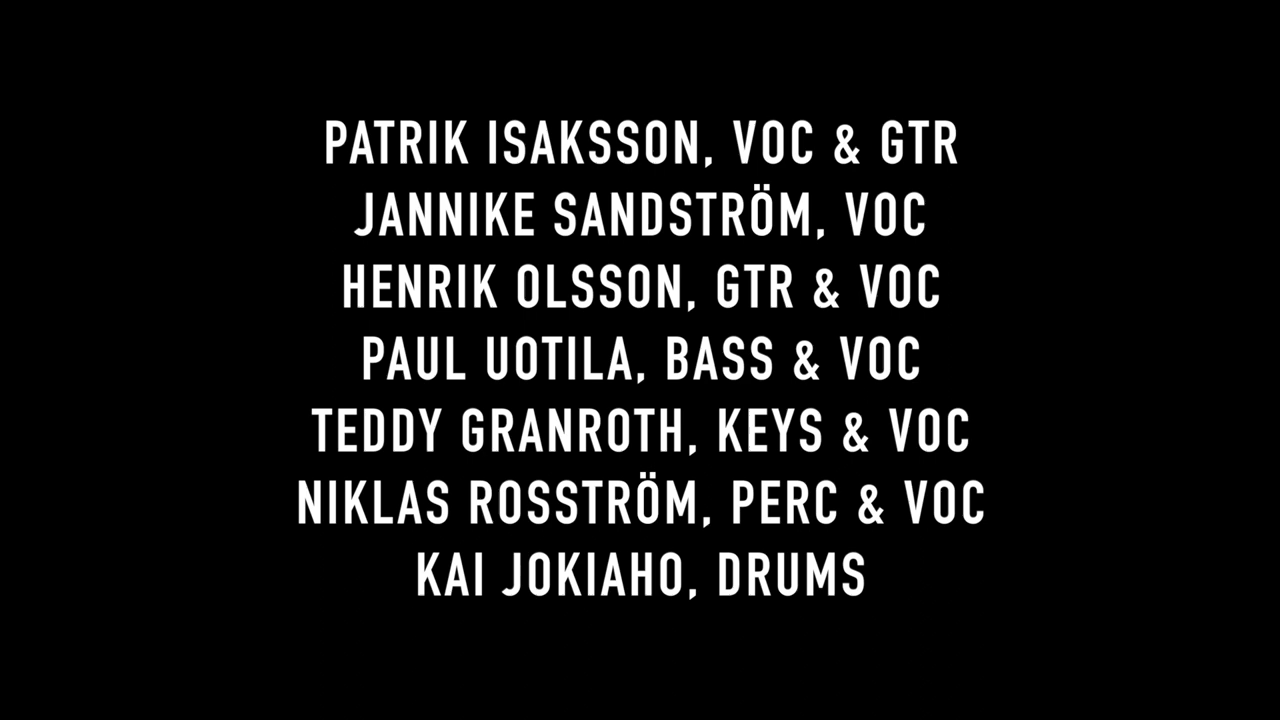 PATRIK ISAKSSON, VOC & GTR
JANNIKE SANDSTRÖM, VOC
HENRIK OLSSON, GTR & VOC
PAUL UOTILA, BASS & VOC
TEDDY GRANROTH, KEYS & VOC
NIKLAS ROSSTRÖM, PERC & VOC
KAI JOKIAHO, DRUMS